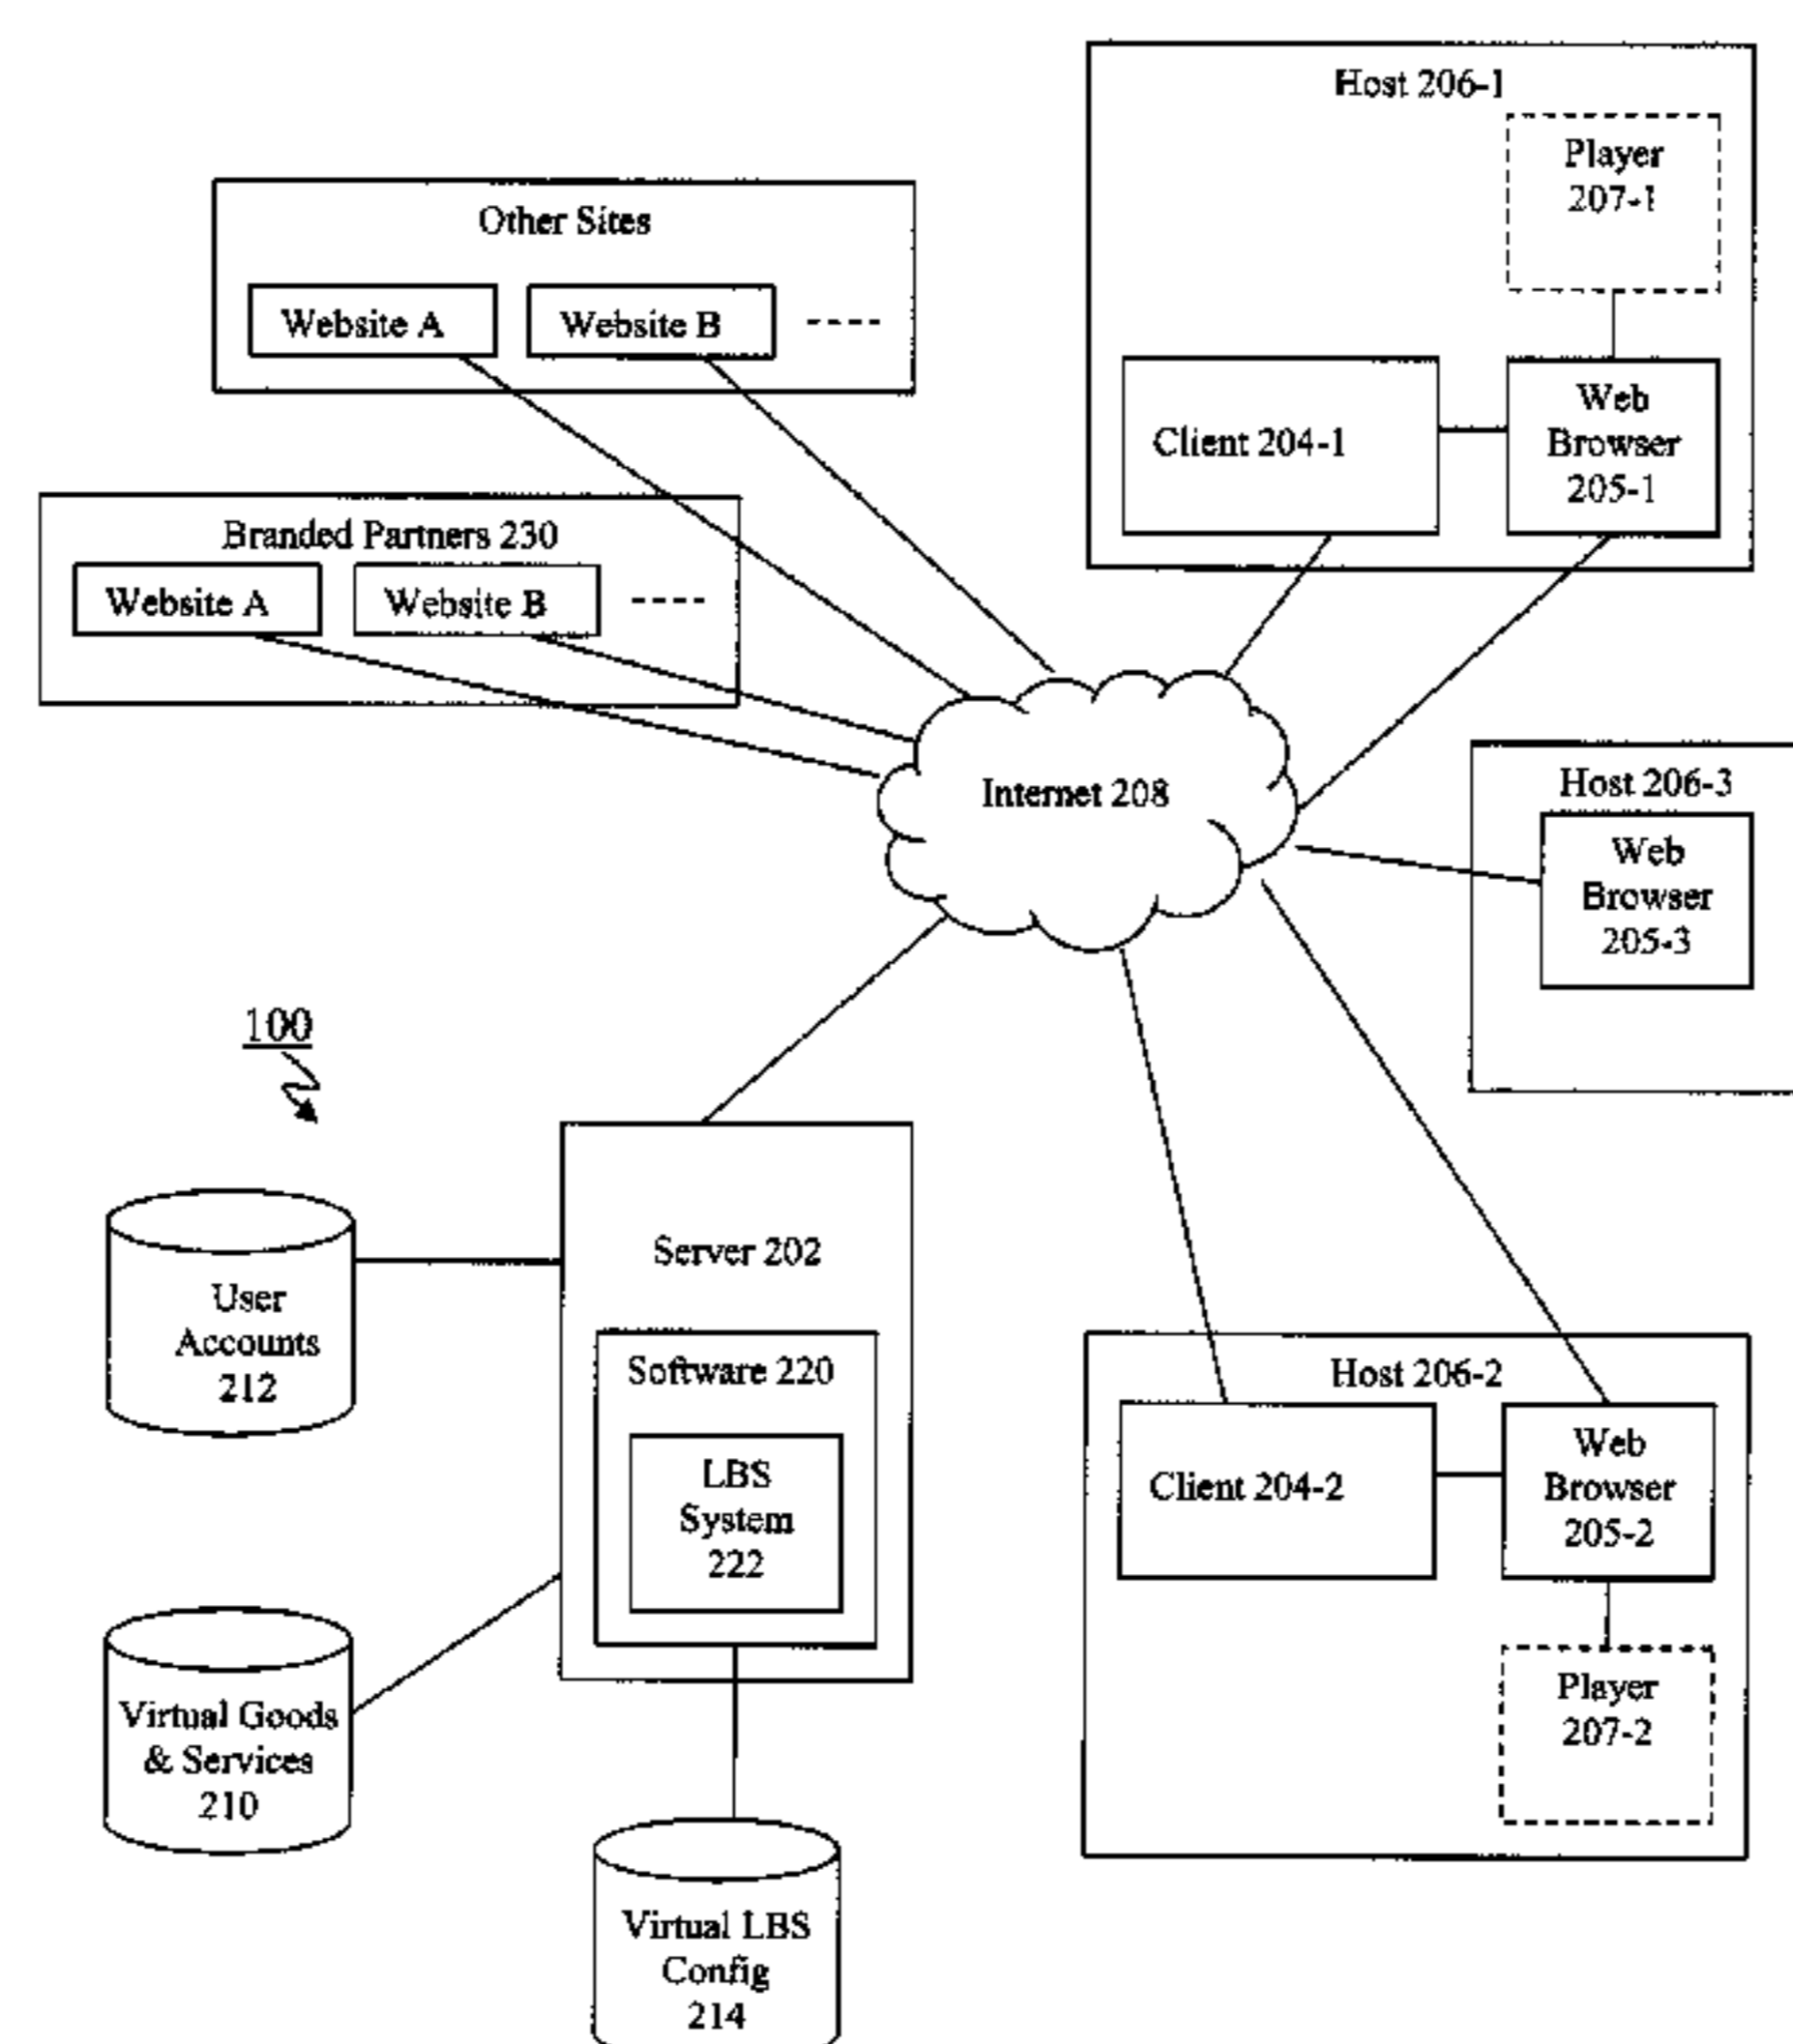 Host 206-1
Player
207-1
Other Sites
Website A
Website B
Client 204-1
Web
Browser
205-1
Branded Partners 230
Website A
Website B
Internet 208
Host 206-3
Web
Browser
205-3
100
Server 202
User
Accounts
212
Software 220
LBS
System
222
Host 206-2
Client 204-2
Web
Browser
205-2
Player
207-2
Virtual Goods
& Services
210
Virtual LBS
Config
214